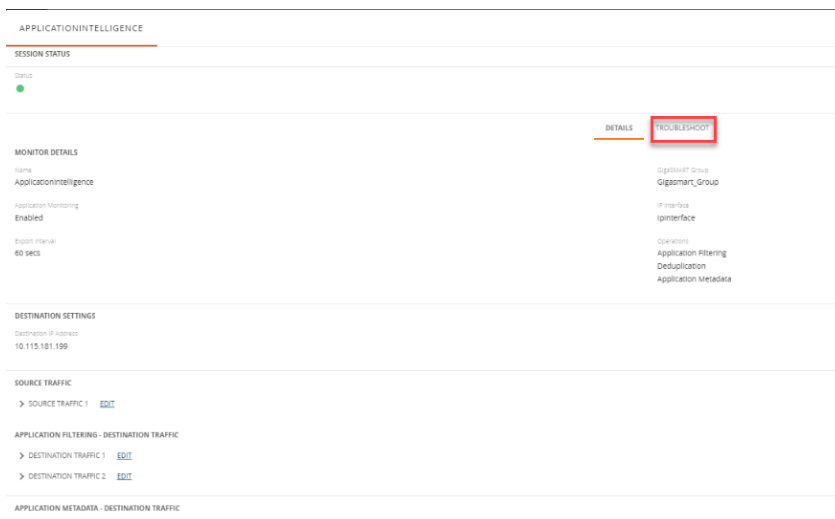 APPLICATIONINTELLIGENCE
SESSION STATUS
Status
DETAILS TROUBLESHOOT
MONITOR DETAILS
Name
Applicationintelligence
GigaSMART Group
Gigasmart_Group
Application Monitoring
Enabled
IP Interface
Ipinterface
Export Interval
60 secs
Operations
Application Filtering
Deduplication
Application Metadata
DESTINATION SETTINGS
Destination IP Address
10.115.181.199
SOURCE TRAFFIC
> SOURCE TRAFFIC 1 EDIT
APPLICATION FILTERING - DESTINATION TRAFFIC
> DESTINATION TRAFFIC 1 EDIT
> DESTINATION TRAFFIC 2 EDIT
APPLICATION METADATA - DESTINATION TRAFFIC